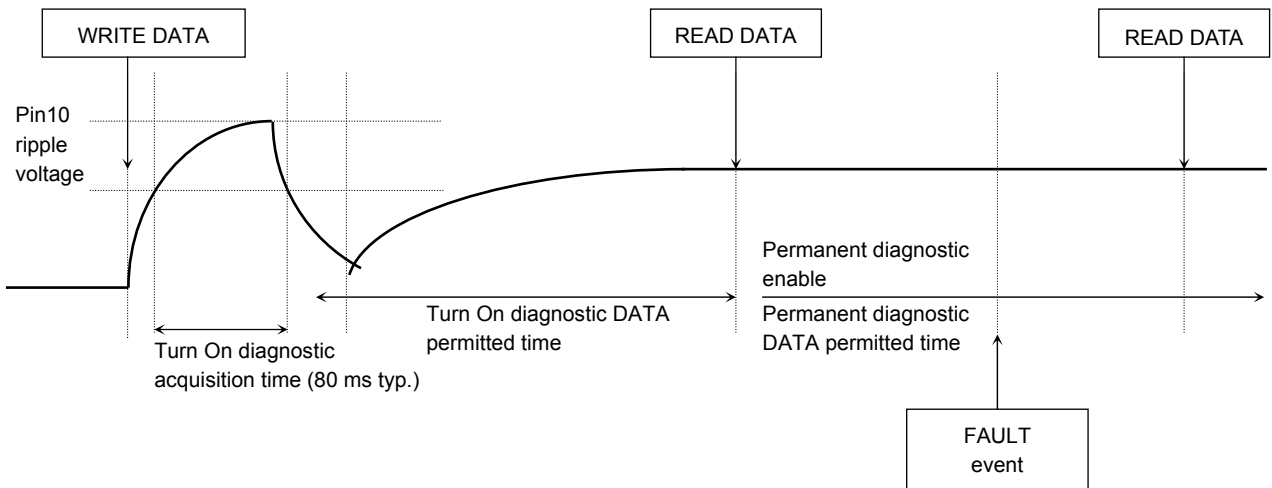 WRITE DATA
READ DATA
READ DATA
Pin10
ripple
voltage
Permanent diagnostic
enable
Turn On diagnostic DATA
permitted time
Permanent diagnostic
DATA permitted time
Turn On diagnostic
acquisition time (80 ms typ.)
FAULT
event